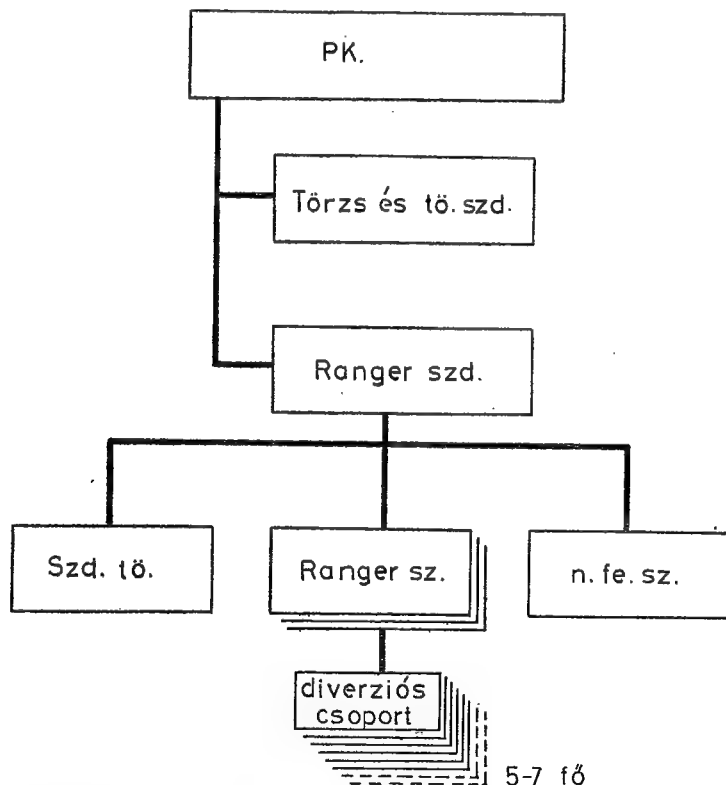 PK.
Törzs és tö. szd.
Ranger szd.
Szd. tö.
Ranger sz.
n. fe. sz.
diverziós
csoport
5-7 fő